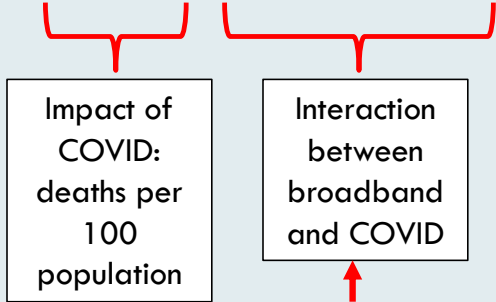 Impact of
COVID:
deaths per
100
population
Interaction
between
broadband
and COVID